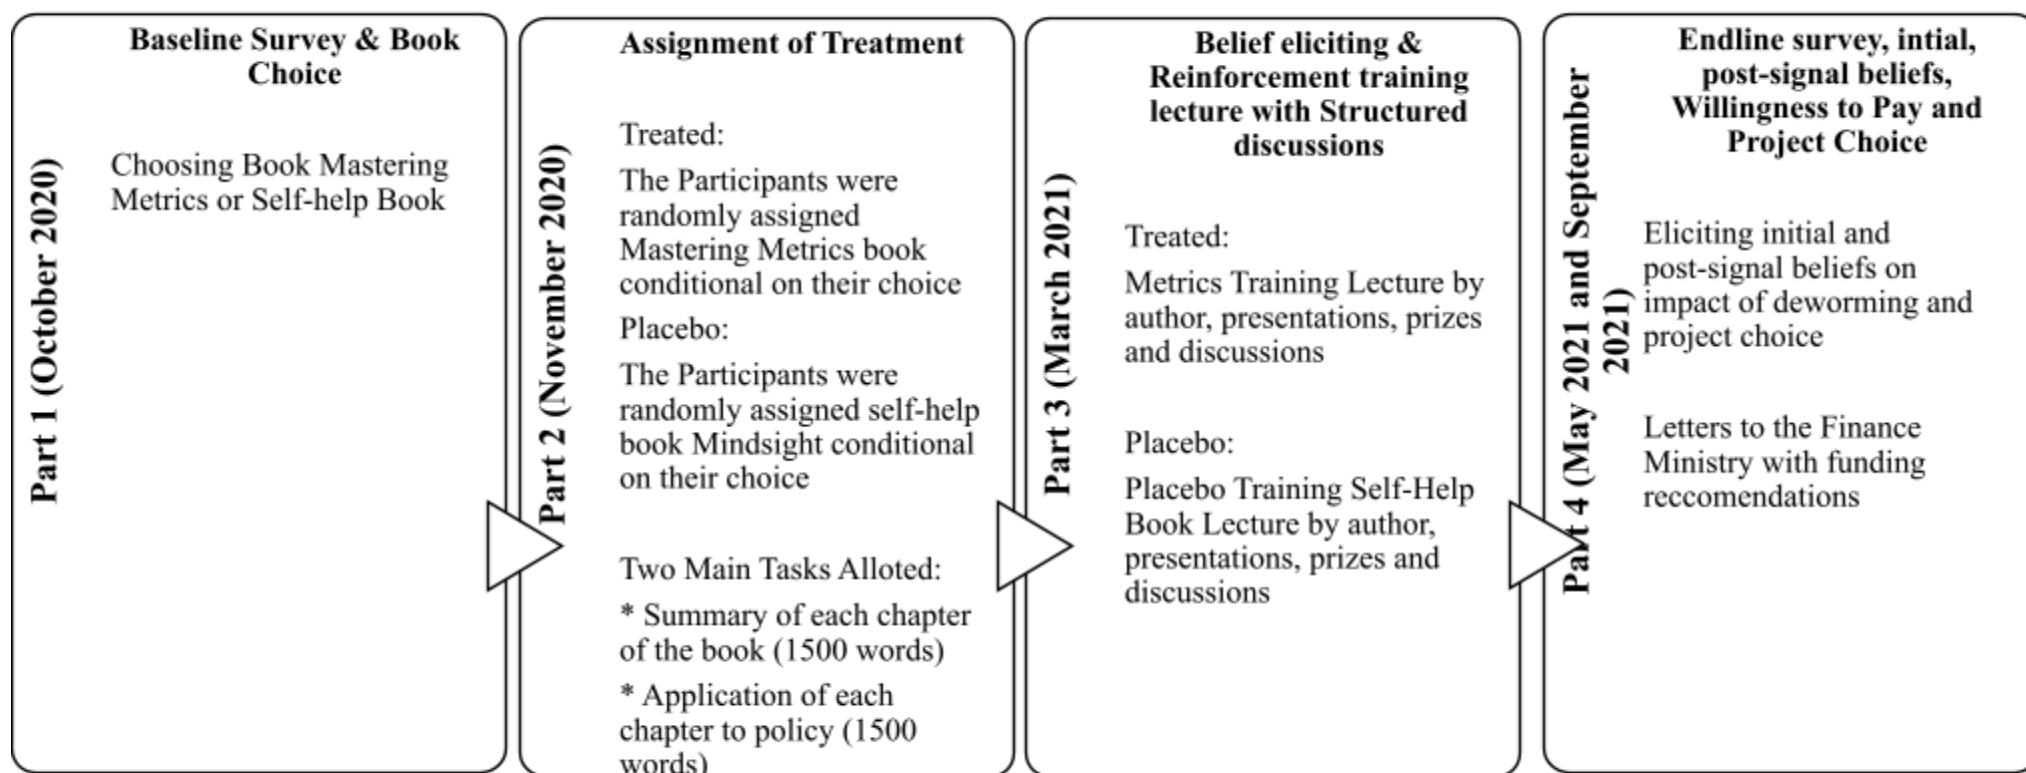 Part 1 (October 2020)
Baseline Survey & Book
Choice
Choosing Book Mastering
Metrics or Self-help Book
Part 2 (November 2020)
Assignment of Treatment
Treated:
The Participants were
randomly assigned
Mastering Metrics book
conditional on their choice
Placebo:
The Participants were
randomly assigned self-help
book Mindsight conditional
on their choice
Two Main Tasks Alloted:
* Summary of each chapter
of the book (1500 words)
* Application of each
chapter to policy (1500
words)
Part 3 (March 2021)
Belief eliciting &
Reinforcement training
lecture with Structured
discussions
Treated:
Metrics Training Lecture by
author, presentations, prizes
and discussions
Placebo:
Placebo Training Self-Help
Book Lecture by author,
presentations, prizes and
discussions
Part 4 (May 2021 and September
2021)
Endline survey, intial,
post-signal beliefs,
Willingness to Pay and
Project Choice
Eliciting initial and
post-signal beliefs on
impact of deworming and
project choice
Letters to the Finance
Ministry with funding
reccomendations